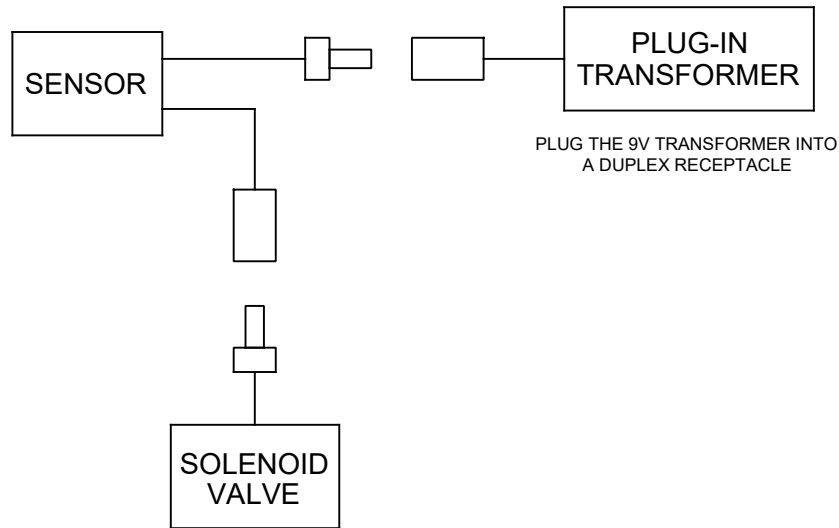 SENSOR
PLUG-IN
TRANSFORMER
PLUG THE 9V TRANSFORMER INTO
A DUPLEX RECEPTACLE
SOLENOID
VALVE